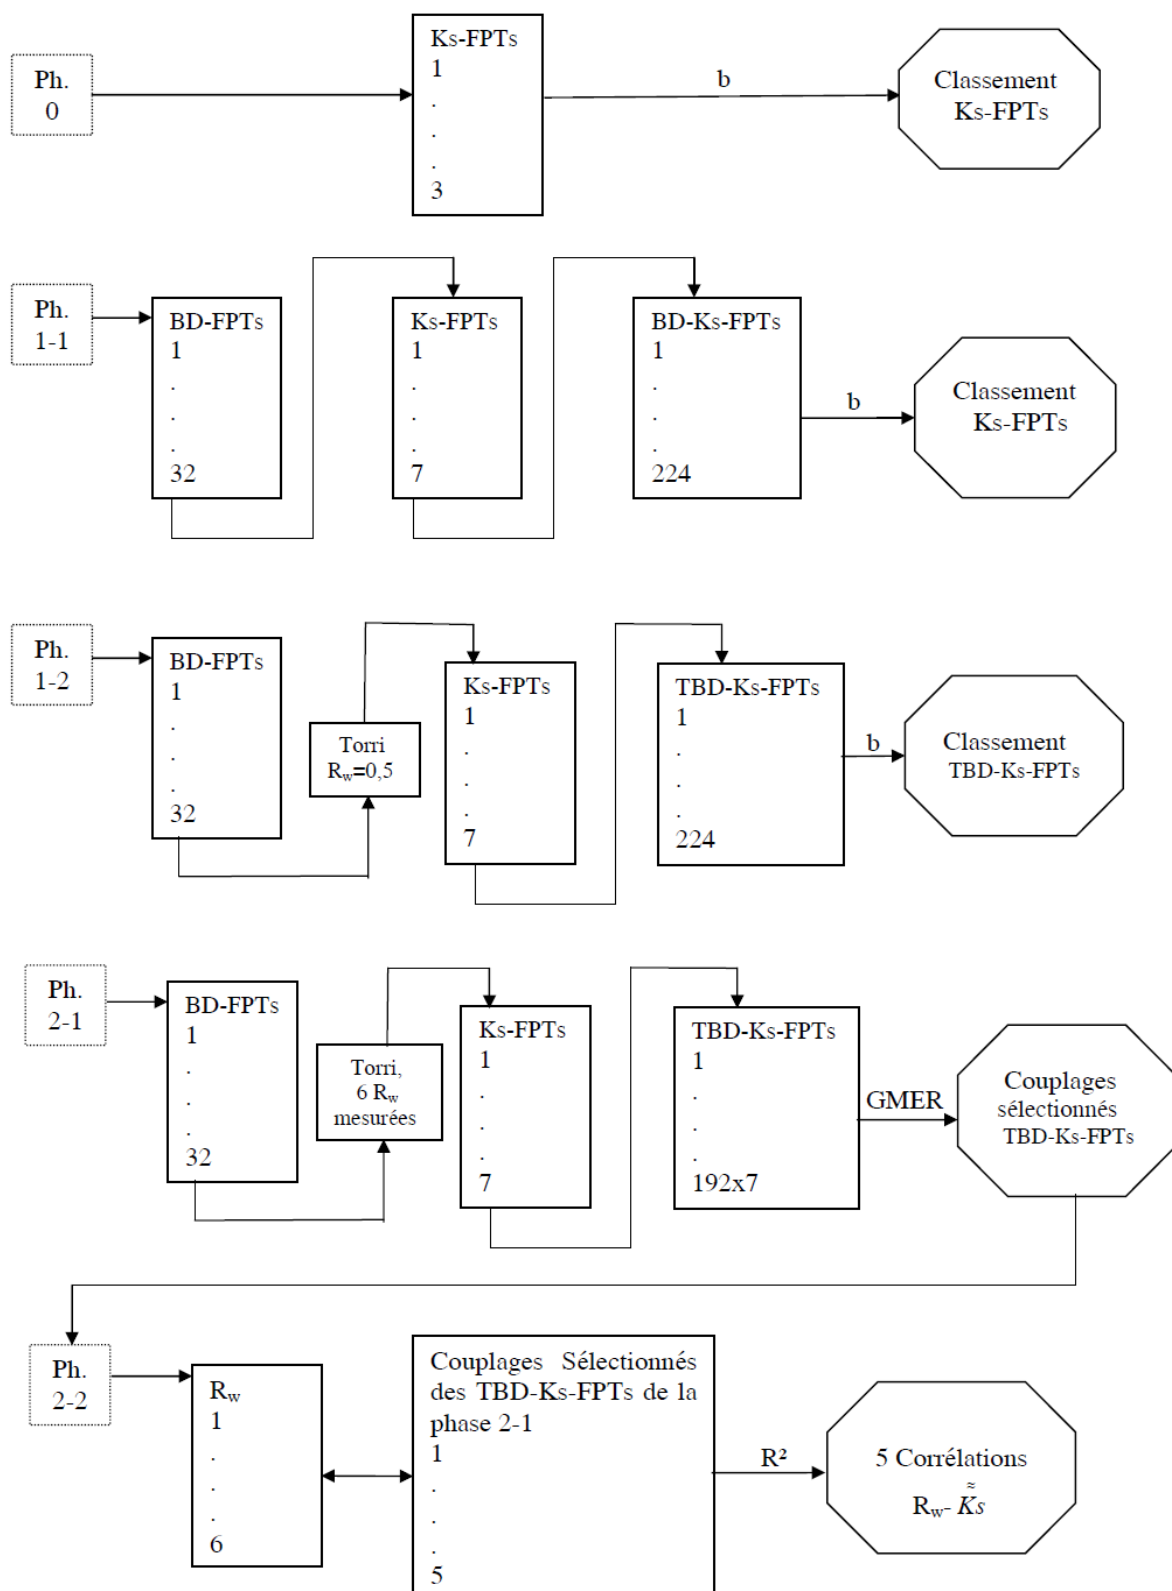 Ph.
0
Ks-FPTs
1
.
.
.
3
b
Classement
Ks-FPTs
Ph.
1-1
BD-FPTs
1
.
.
.
32
Ks-FPTs
1
.
.
.
7
BD-Ks-FPTs
1
.
.
.
224
b
Classement
Ks-FPTs
Ph.
1-2
BD-FPTs
1
.
.
.
32
Torri
Rw=0,5
Ks-FPTs
1
.
.
.
7
TBD-Ks-FPTs
1
.
.
.
224
b
Classement
TBD-Ks-FPTs
Ph.
2-1
BD-FPTs
1
.
.
.
32
Torri,
6 Rw
mesurées
Ks-FPTs
1
.
.
.
7
TBD-Ks-FPTs
1
.
.
.
192x7
GMER
Couplages
sélectionnés
TBD-Ks-FPTs
Ph.
2-2
Rw
1
.
.
.
6
Couplages Sélectionnés
des TBD-Ks-FPTs de la
phase 2-1
1
.
.
.
5
R²
5 Corrélations
Rw- K̃̃s